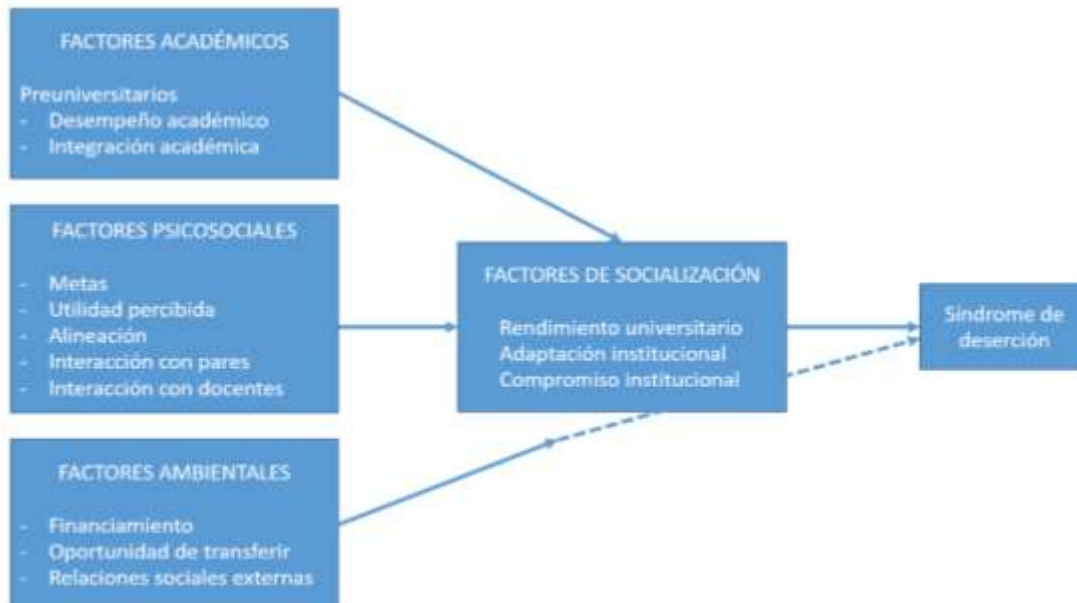 FACTORES ACADÉMICOS
Preuniversitarios
- Desempeño académico
- Integración académica
FACTORES PSICOSOCIALES
- Metas
- Utilidad percibida
- Alineación
- Interacción con pares
- Interacción con docentes
FACTORES AMBIENTALES
- Financiamiento
- Oportunidad de transferir
- Relaciones sociales externas
FACTORES DE SOCIALIZACIÓN
Rendimiento universitario
Adaptación institucional
Compromiso institucional
Síndrome de
deserción